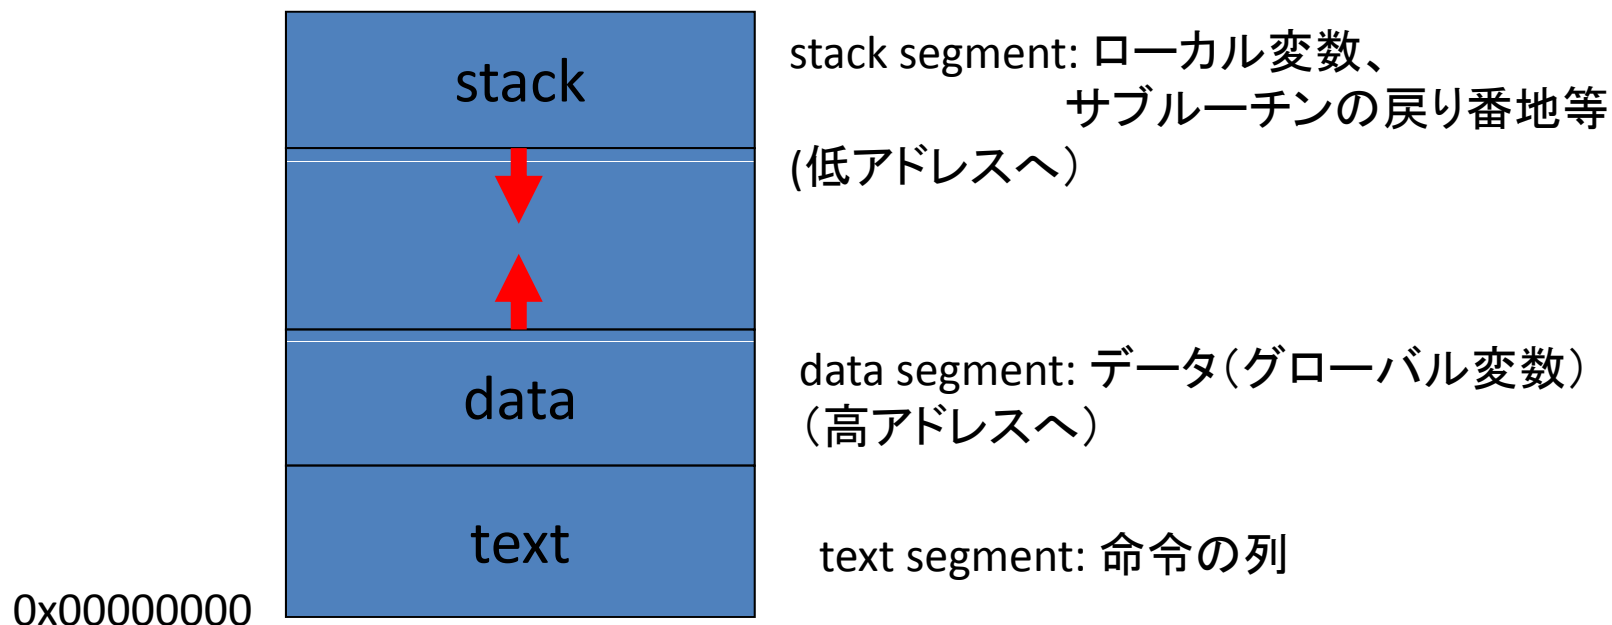 stack
stack segment: ローカル変数、
サブルーチンの戻り番地等
(低アドレスへ）
data
data segment: データ（グローバル変数）
（高アドレスへ）
text
text segment: 命令の列
0x00000000